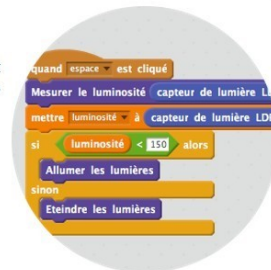 quand espace est cliqué
Mesurer le luminosité capteur de lumière
mettre luminosité à capteur de lumière LD
si luminosité < 150 alors
Allumer les lumières
sinon
Eteindre les lumières